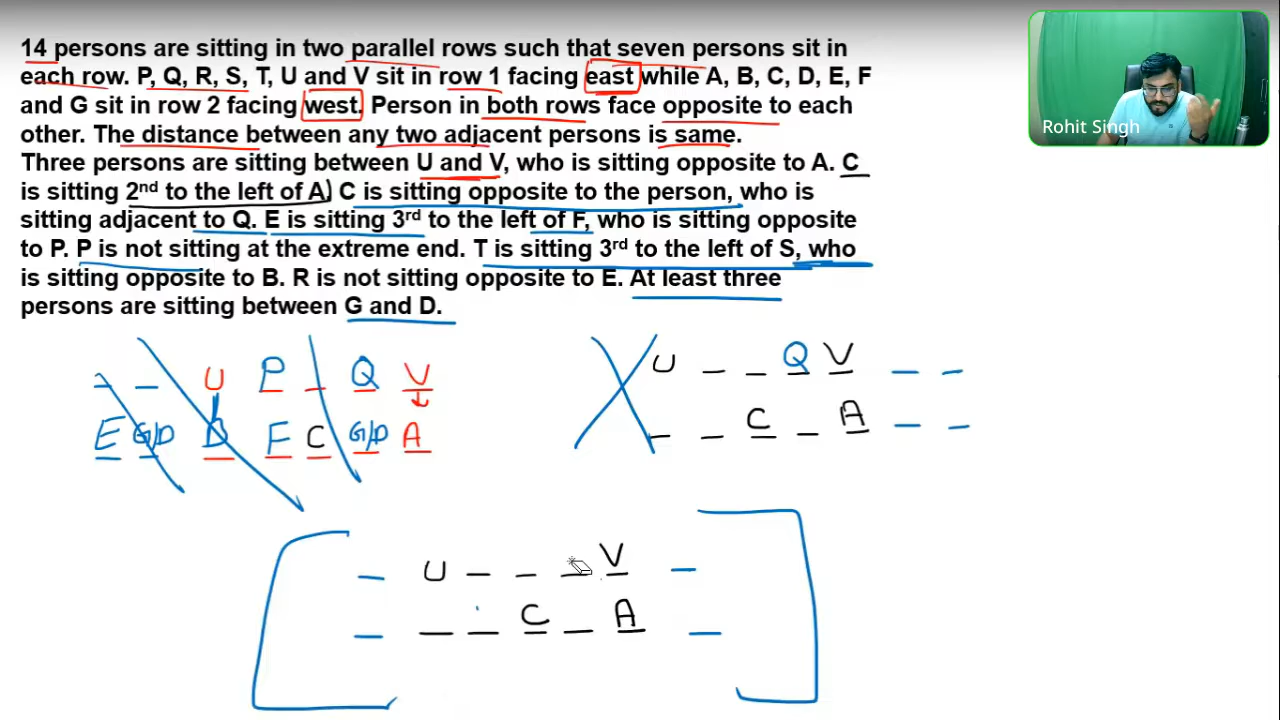 14 persons are sitting in two parallel rows such that seven persons sit in
each row. P, Q, R, S, T, U and V sit in row 1 facing east while A, B, C, D, E, F
and G sit in row 2 facing west. Person in both rows face opposite to each
other. The distance between any two adjacent persons is same.
Three persons are sitting between U and V, who is sitting opposite to A. C
is sitting 2nd to the left of A. C is sitting opposite to the person, who is
sitting adjacent to Q. E is sitting 3rd to the left of F, who is sitting opposite
to P. P is not sitting at the extreme end. T is sitting 3rd to the left of S, who
is sitting opposite to B. R is not sitting opposite to E. At least three
persons are sitting between G and D.
Rohit Singh
U P Q V
E G/D F C G/D A
U Q V
C A
U V
C A